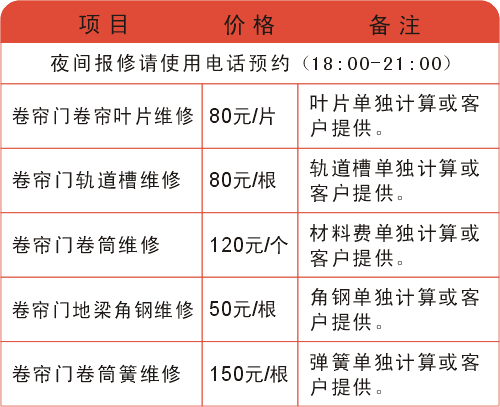 项目 价格 备注
夜间报修请使用电话预约（18:00-21:00）
卷帘门卷帘叶片维修 80元/片 叶片单独计算或客
户提供。
卷帘门轨道槽维修 80元/根 轨道槽单独计算或
客户提供。
卷帘门卷筒维修 120元/个 材料费单独计算或
客户提供。
卷帘门地梁角钢维修 50元/根 角钢单独计算或客
户提供。
卷帘门卷筒簧维修 150元/根 弹簧单独计算或客
户提供。